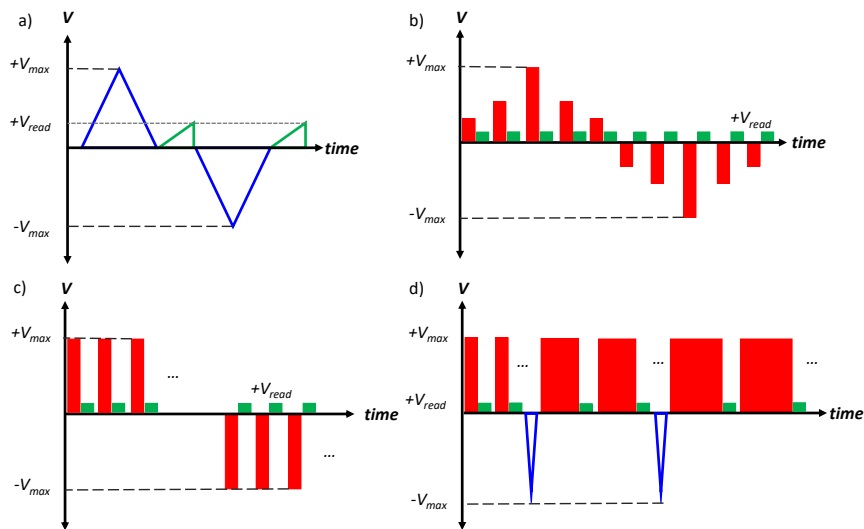 a)
V
+Vmax
+Vread
time
-Vmax
b)
V
+Vmax
+Vread
time
-Vmax
c)
V
+Vmax
...
+Vread
time
...
-Vmax
d)
V
+Vmax
... ... ...
+Vread
time
-Vmax